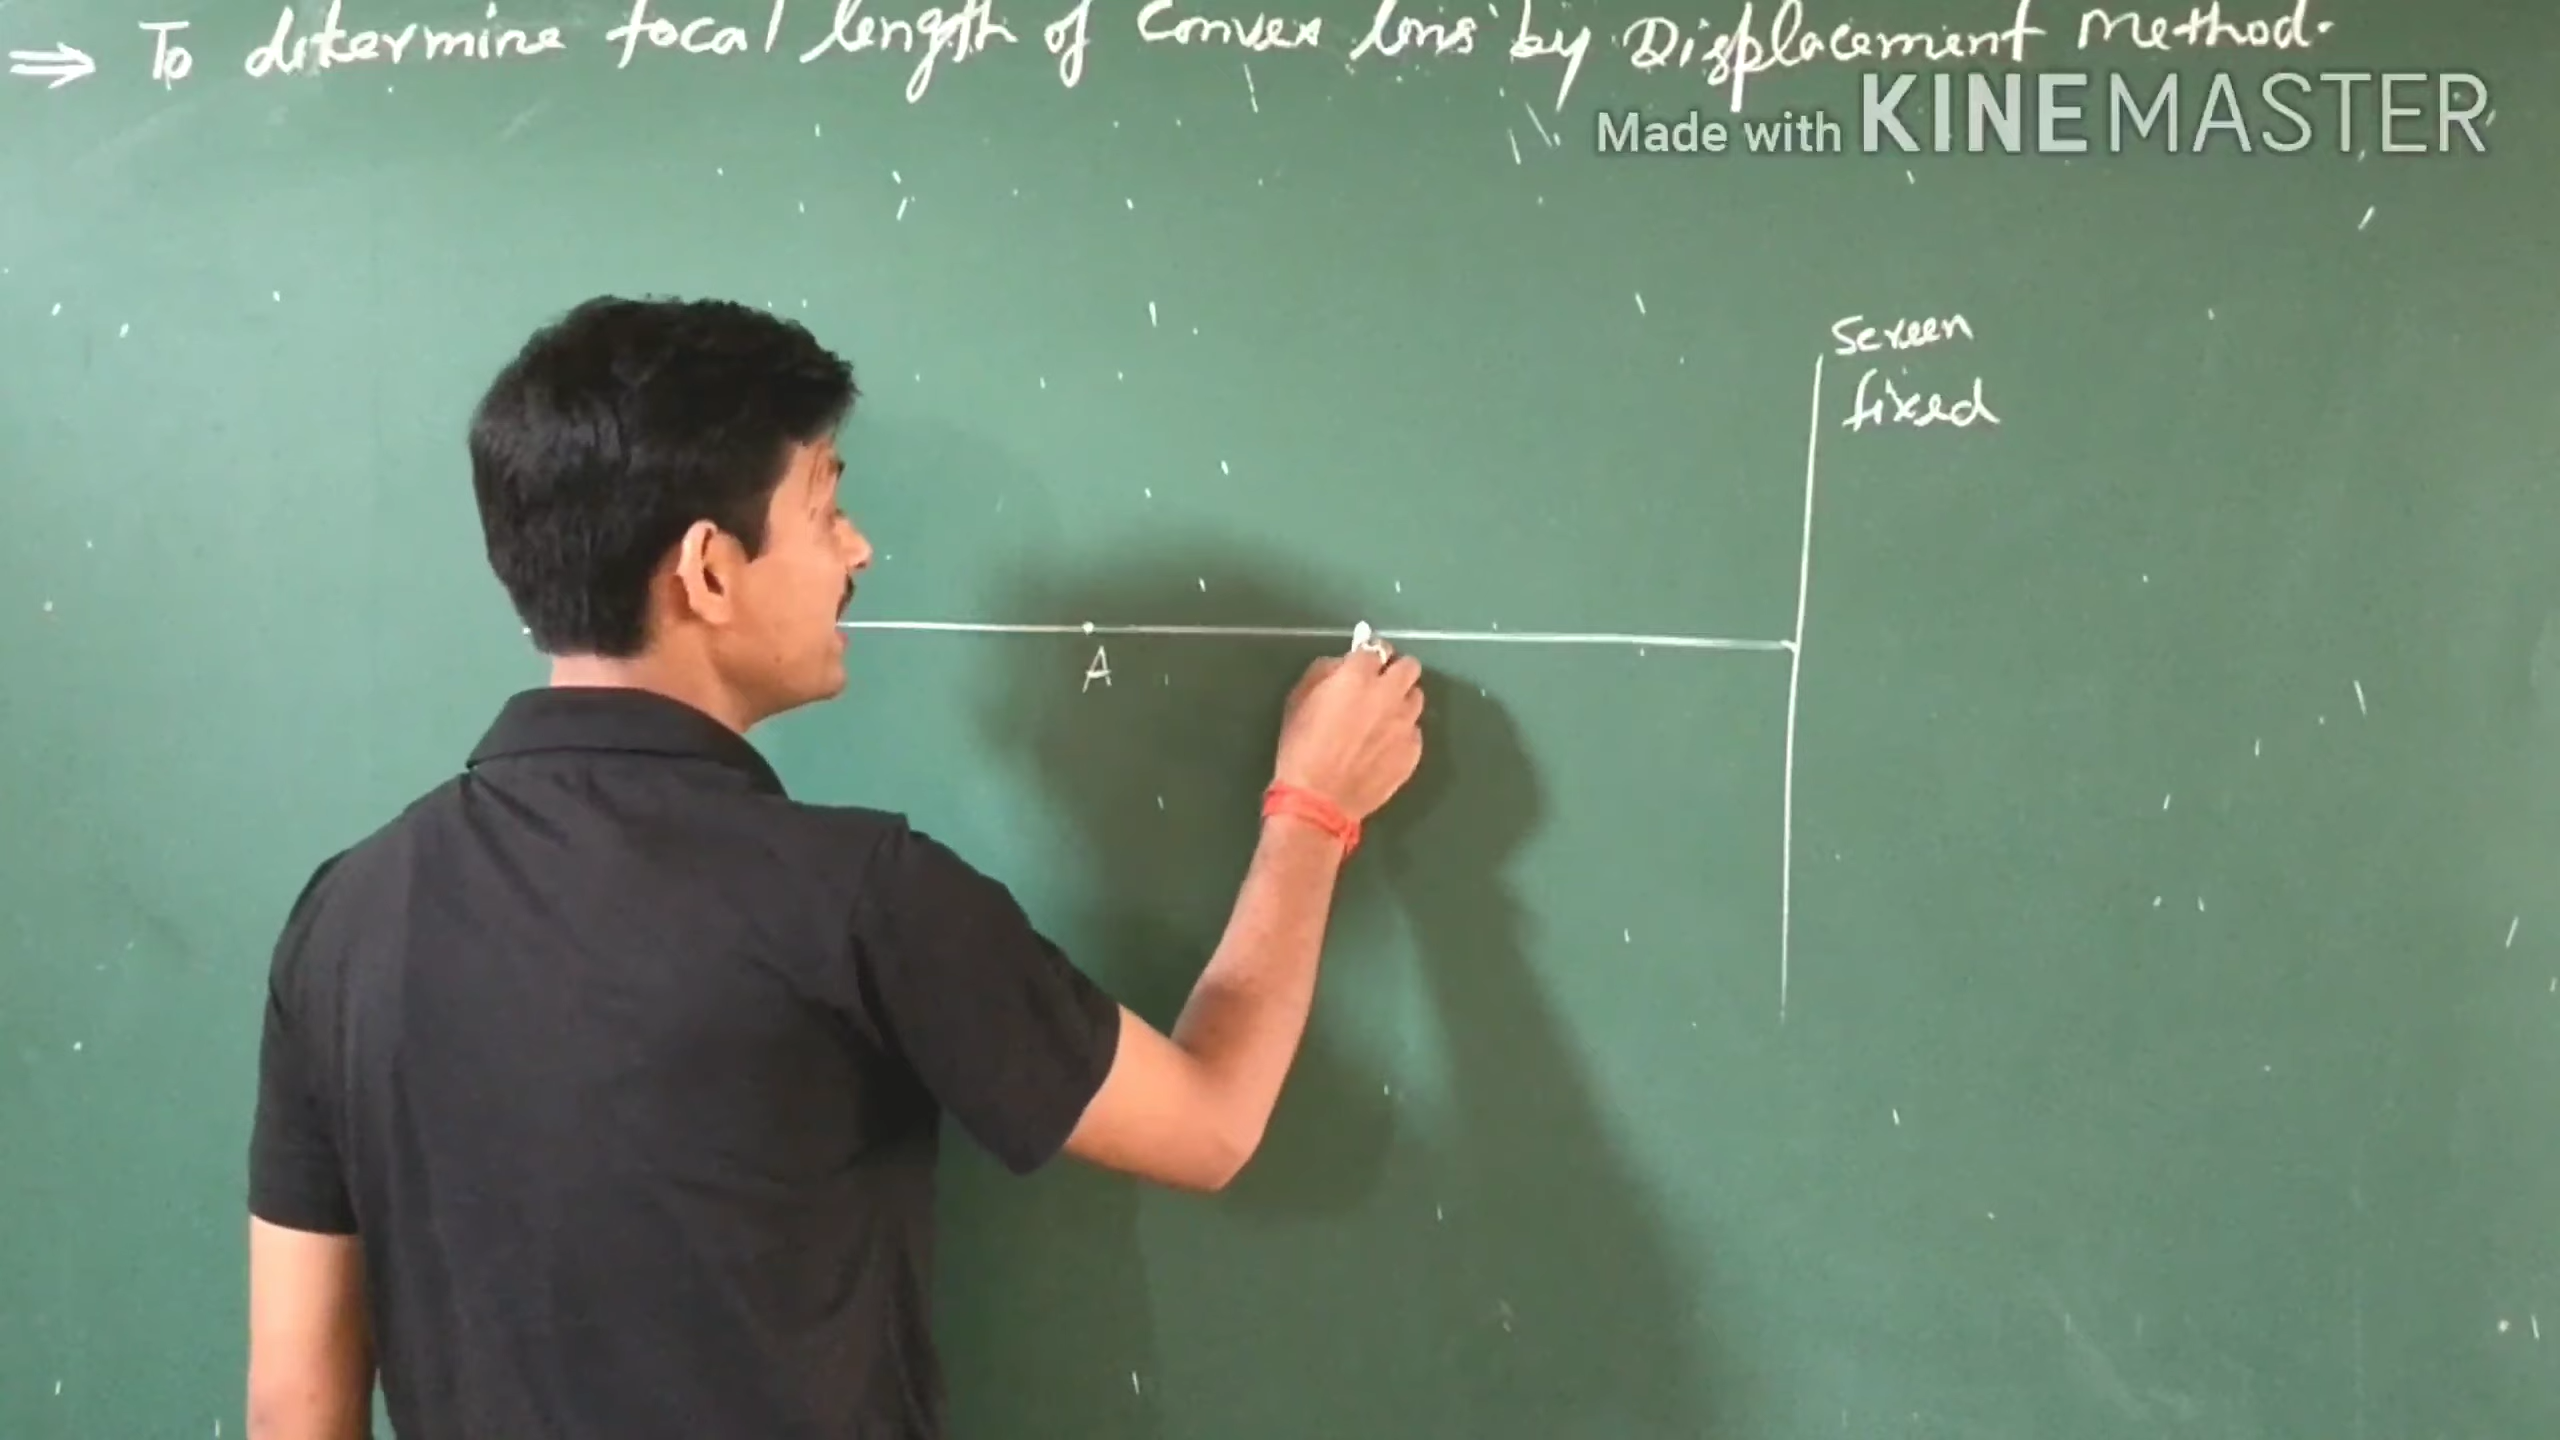 ⇒ To determine focal length of Convex lens by Displacement Method.
Made with KINEMASTER
Screen
fixed
A